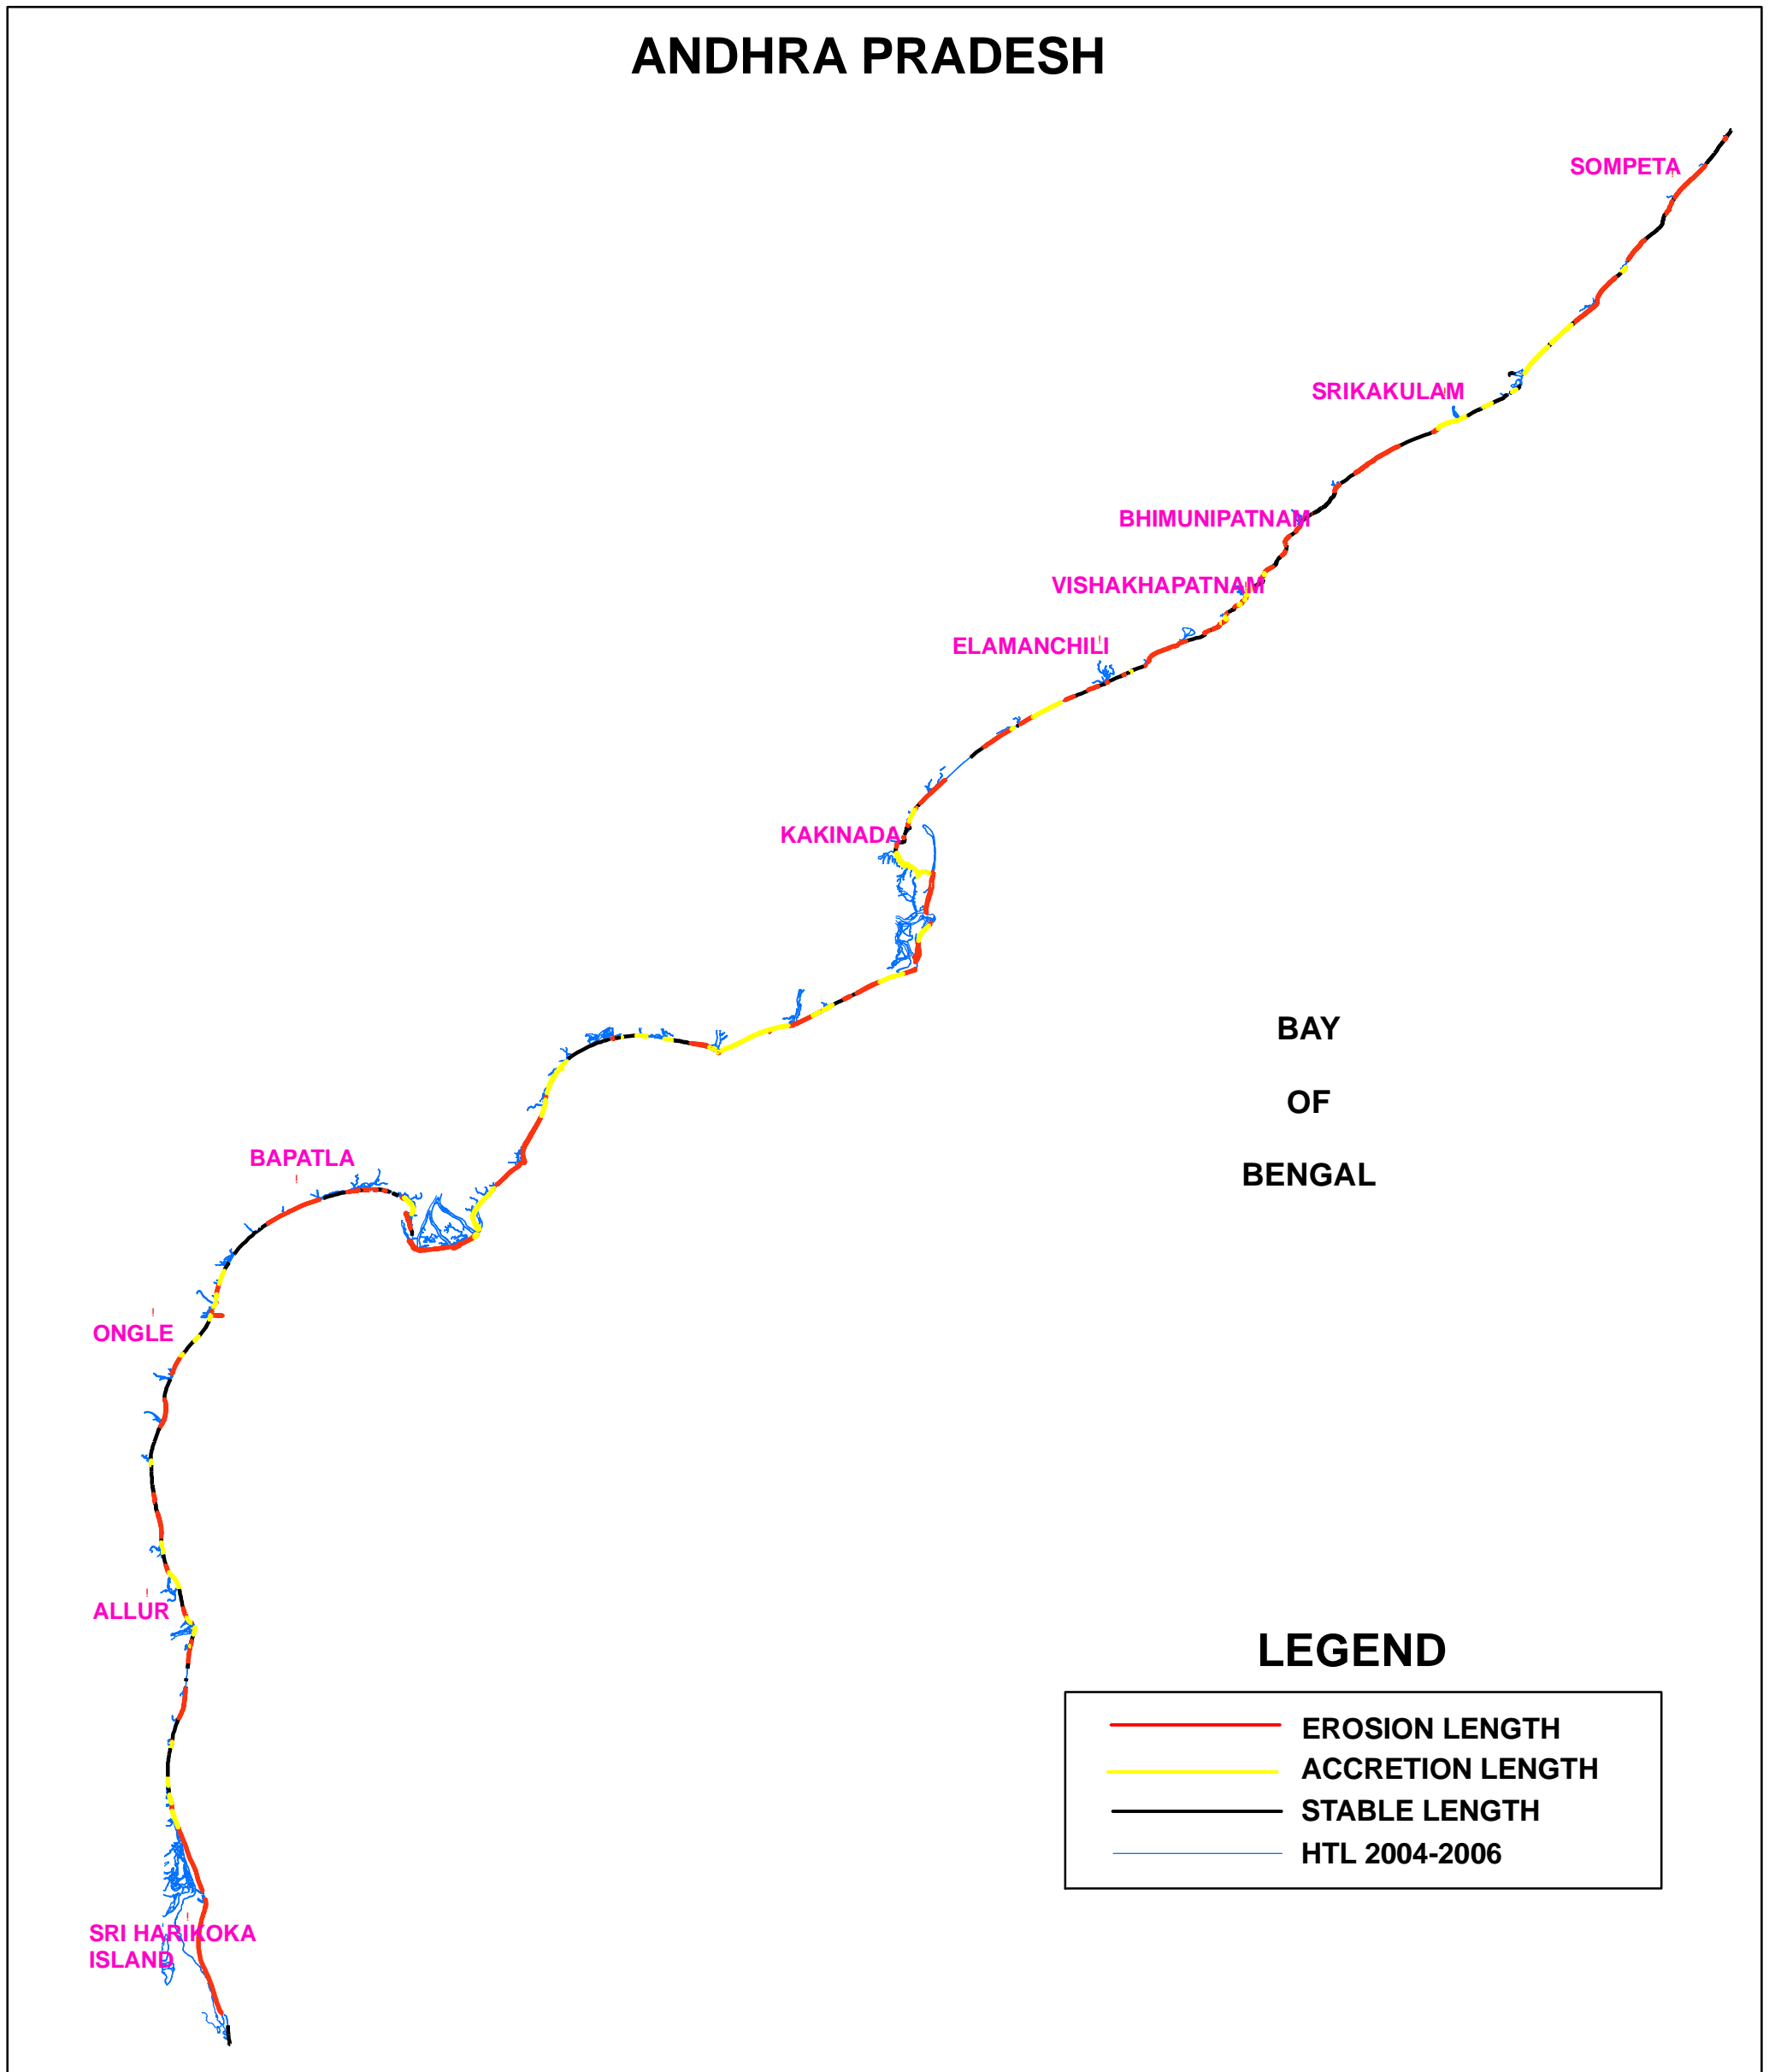 ANDHRA PRADESH
SOMPETA
SRIKAKULAM
BHIMUNIPATNAM
VISHAKHAPATNAM
ELAMANCHILI
KAKINADA
BAY
OF
BENGAL
BAPATLA
ONGLE
ALLUR
SRI HARIKOKA
ISLAND
LEGEND
EROSION LENGTH
ACCRETION LENGTH
STABLE LENGTH
HTL 2004-2006